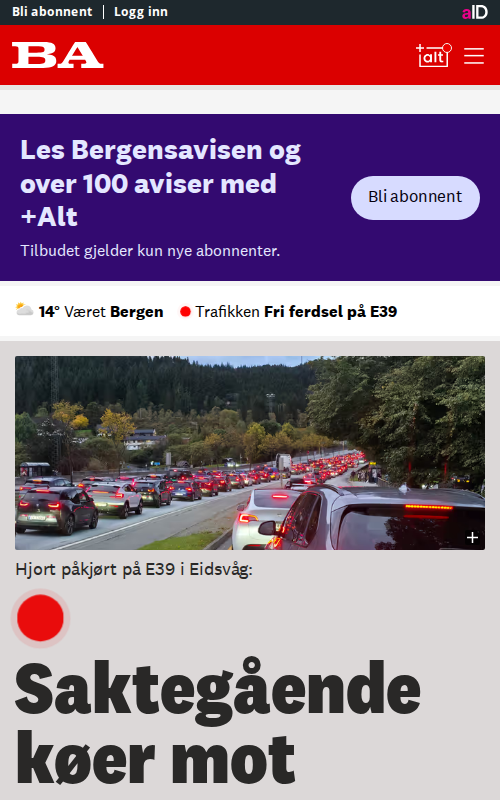 Bli abonnent | Logg inn
aID
BA
+alt
Les Bergensavisen og
over 100 aviser med
+Alt
Tilbudet gjelder kun nye abonnenter.
Bli abonnent
14° Været Bergen Trafikken Fri ferdsel på E39
Hjort påkjørt på E39 i Eidsvåg:
Saktegående
køer mot